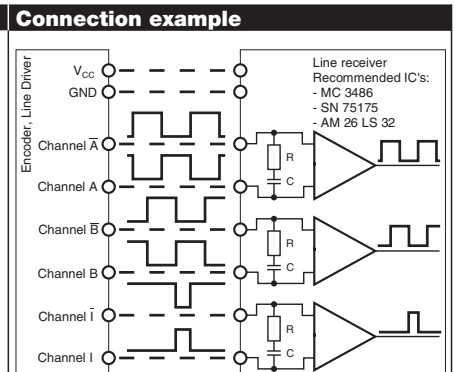 Connection example
Encoder, Line Driver
V_CC
GND
Channel A̅
Channel A
Channel B̅
Channel B
Channel I̅
Channel I
Line receiver
Recommended IC's:
- MC 3486
- SN 75175
- AM 26 LS 32
R
C
R
C
R
C